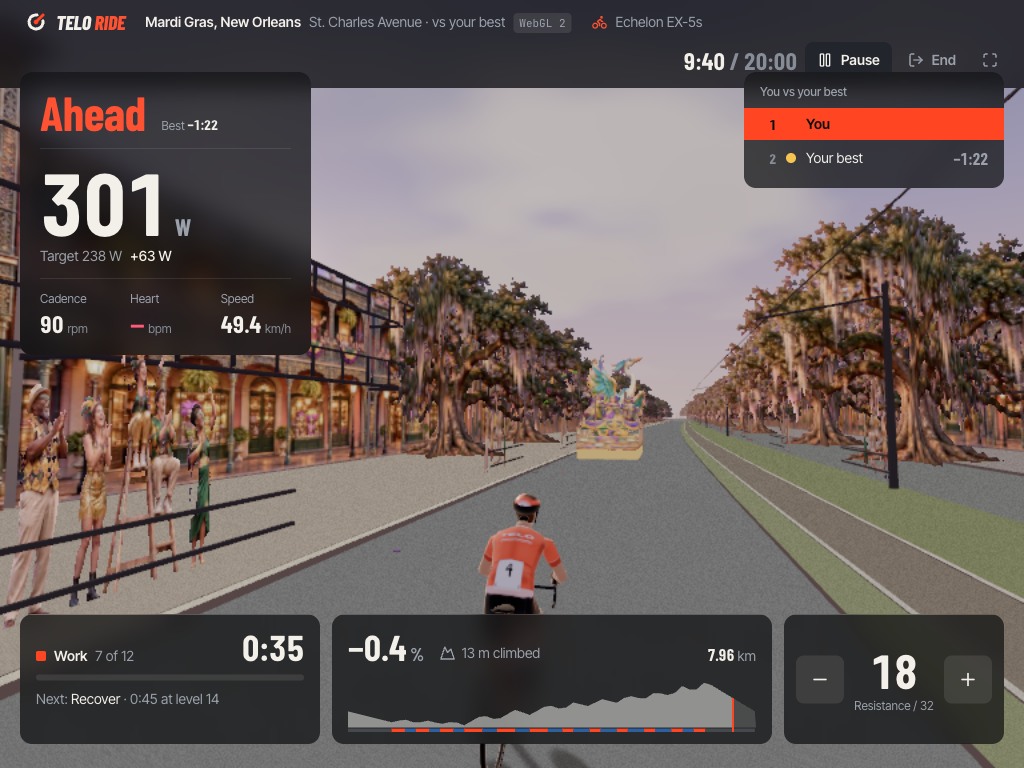 TELO RIDE Mardi Gras, New Orleans St. Charles Avenue · vs your best WebGL 2 Echelon EX-5s
9:40 / 20:00 Pause End
Ahead Best −1:22
301 W
Target 238 W +63 W
Cadence Heart Speed
90 rpm – bpm 49.4 km/h
You vs your best
1 You
2 Your best −1:22
TELO
4
Work 7 of 12 0:35
Next: Recover · 0:45 at level 14
−0.4 % 13 m climbed 7.96 km
− 18 +
Resistance / 32